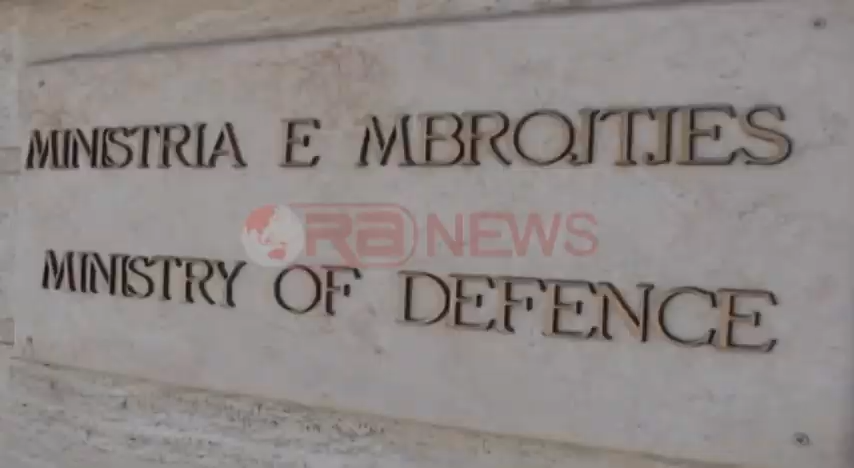 MINISTRIA E MBROJTJES
Ora NEWS
MINISTRY OF DEFENCE